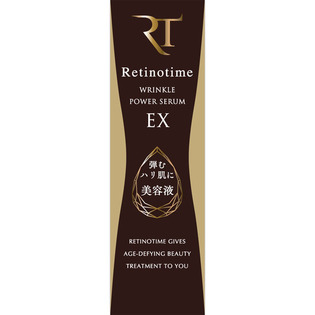 RT
Retinotime
WRINKLE
POWER SERUM
EX
弾む
ハリ肌に
美容液
RETINOTIME GIVES
AGE-DEFYING BEAUTY
TREATMENT TO YOU